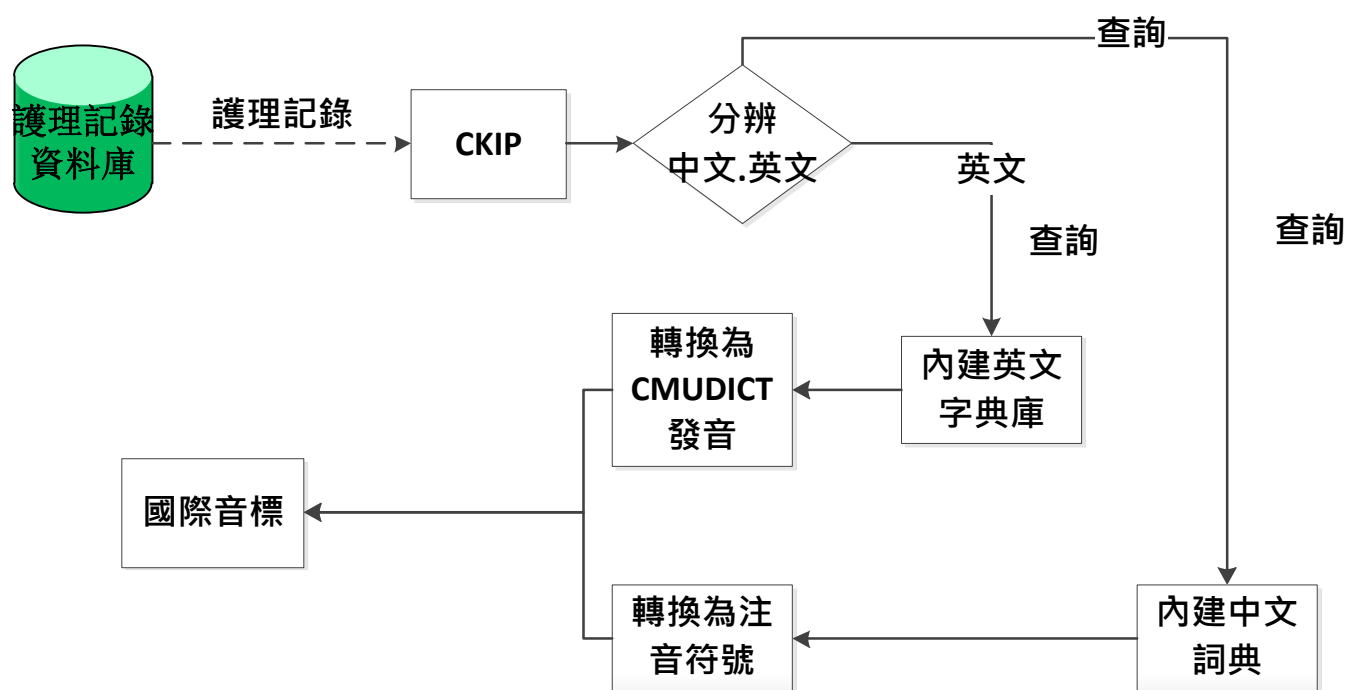 查詢
護理記錄
資料庫
護理記錄
CKIP
分辨
中文.英文
英文
查詢
查詢
轉換為
CMUDICT
發音
內建英文
字典庫
國際音標
轉換為注
音符號
內建中文
詞典